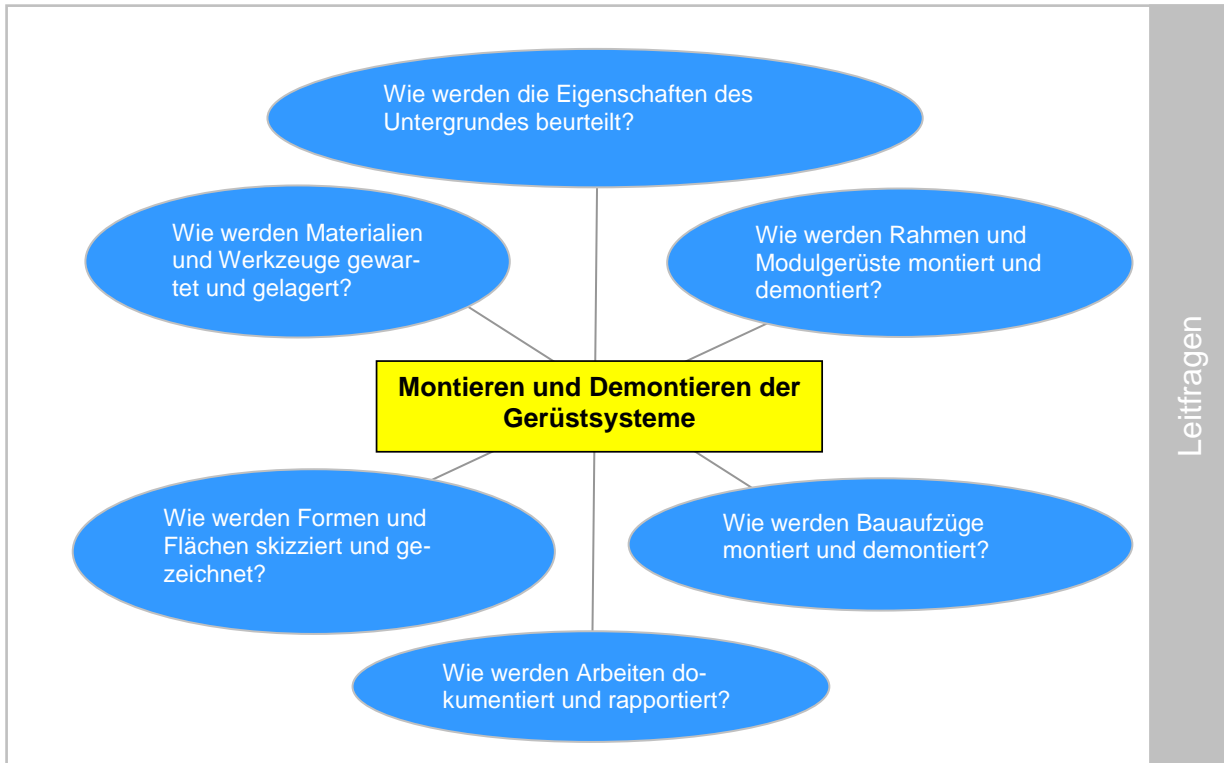 Wie werden die Eigenschaften des
Untergrundes beurteilt?
Wie werden Materialien
und Werkzeuge gewar-
tet und gelagert?
Wie werden Rahmen und
Modulgerüste montiert und
demontiert?
Montieren und Demontieren der
Gerüstsysteme
Wie werden Formen und
Flächen skizziert und ge-
zeichnet?
Wie werden Bauaufzüge
montiert und demontiert?
Wie werden Arbeiten do-
kumentiert und rapportiert?
Leitfragen